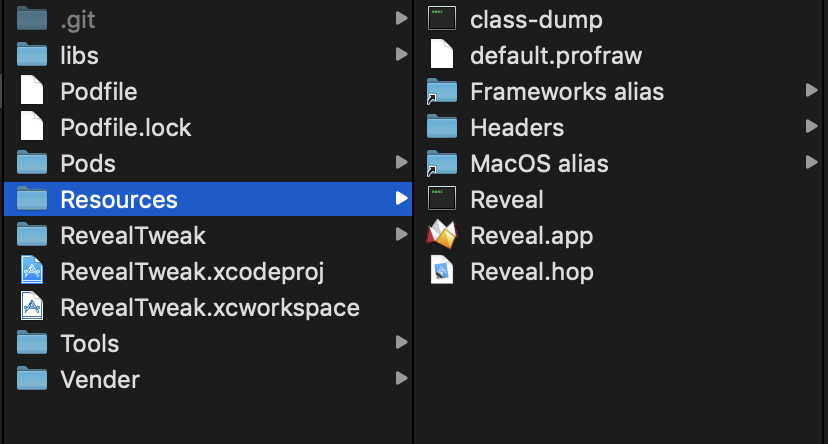 .git
libs
Podfile
Podfile.lock
Pods
Resources
RevealTweak
RevealTweak.xcodeproj
RevealTweak.xcworkspace
Tools
Vender
class-dump
default.profraw
Frameworks alias
Headers
MacOS alias
Reveal
Reveal.app
Reveal.hop